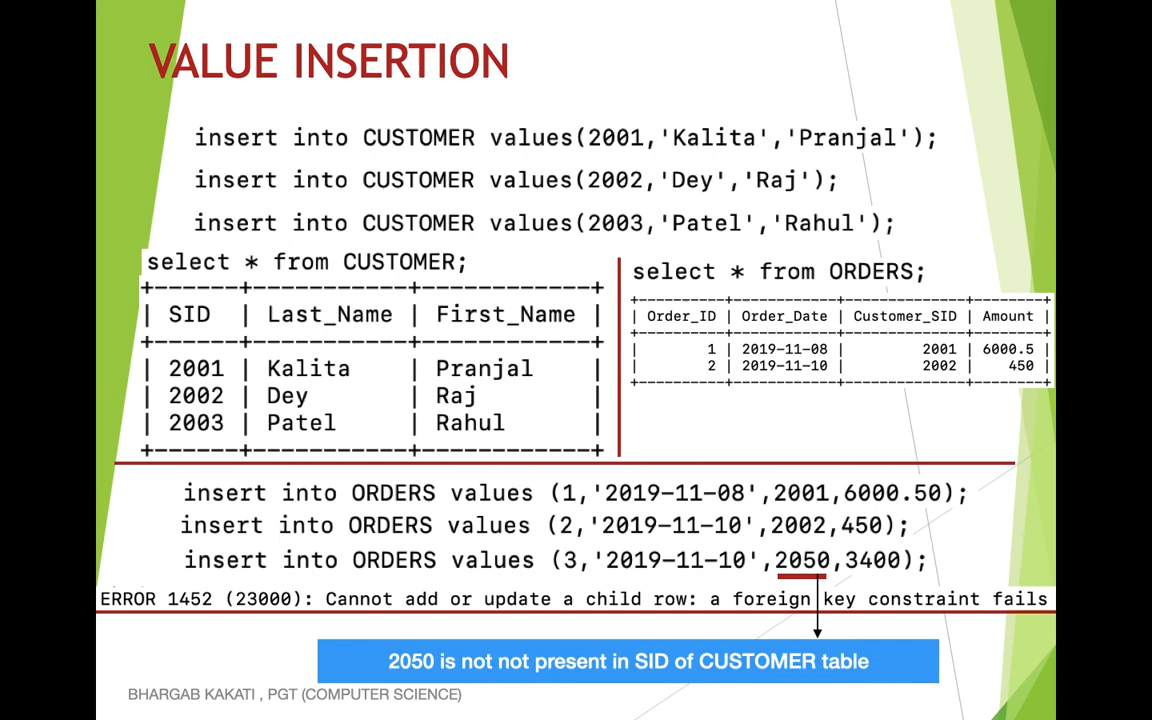 VALUE INSERTION
insert into CUSTOMER values(2001,'Kalita','Pranjal');
insert into CUSTOMER values(2002,'Dey','Raj');
insert into CUSTOMER values(2003,'Patel','Rahul');
select * from CUSTOMER;
+------+-----------+------------+
| SID | Last_Name | First_Name |
+------+-----------+------------+
| 2001 | Kalita | Pranjal |
| 2002 | Dey | Raj |
| 2003 | Patel | Rahul |
+------+-----------+------------+
select * from ORDERS;
+----------+------------+--------------+--------+
| Order_ID | Order_Date | Customer_SID | Amount |
+----------+------------+--------------+--------+
| 1 | 2019-11-08 | 2001 | 6000.5 |
| 2 | 2019-11-10 | 2002 | 450 |
+----------+------------+--------------+--------+
insert into ORDERS values (1,'2019-11-08',2001,6000.50);
insert into ORDERS values (2,'2019-11-10',2002,450);
insert into ORDERS values (3,'2019-11-10',2050,3400);
ERROR 1452 (23000): Cannot add or update a child row: a foreign key constraint fails
2050 is not not present in SID of CUSTOMER table
BHARGAB KAKATI , PGT (COMPUTER SCIENCE)